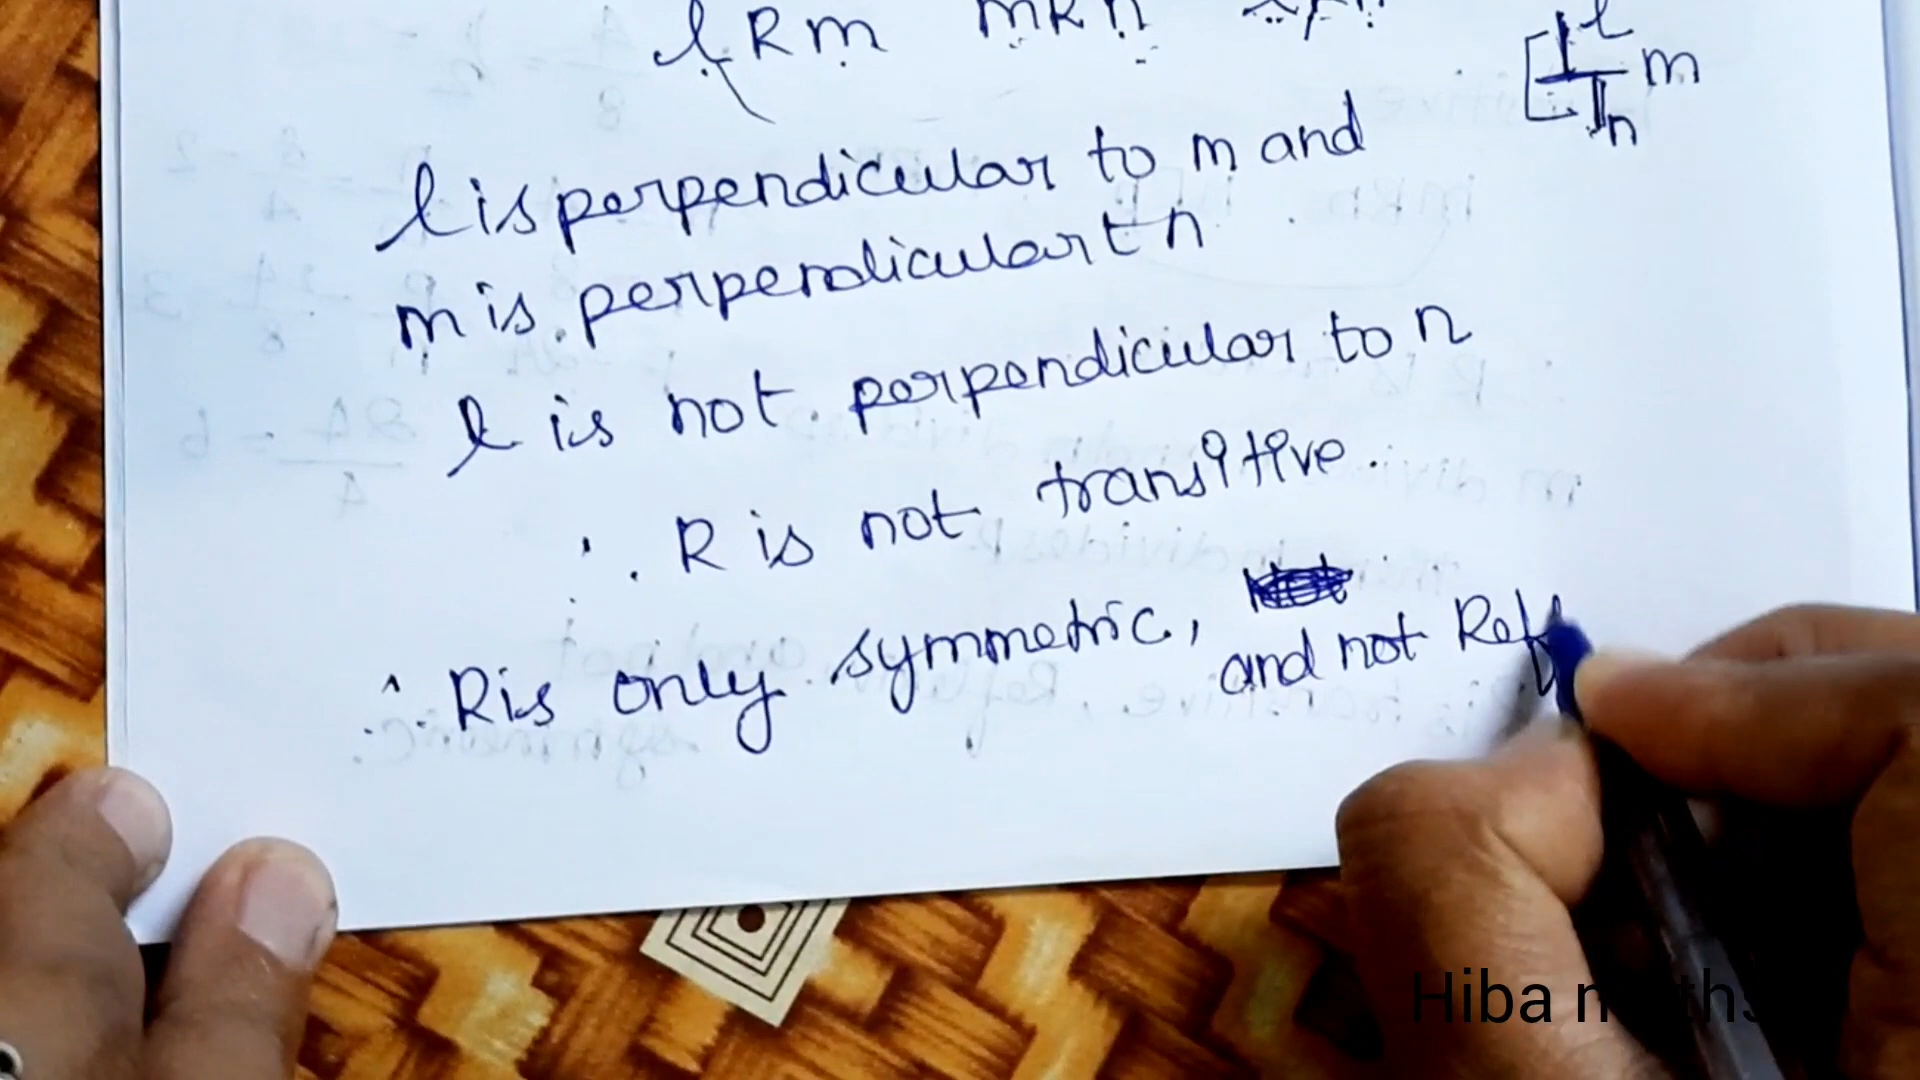 l R m mRn
l
m
n
l is perpendicular to m and
m is perpendicular t n
l is not perpendicular to n
∴ R is not transitive.
∴ R is only symmetric,
and not Ref
Hiba maths